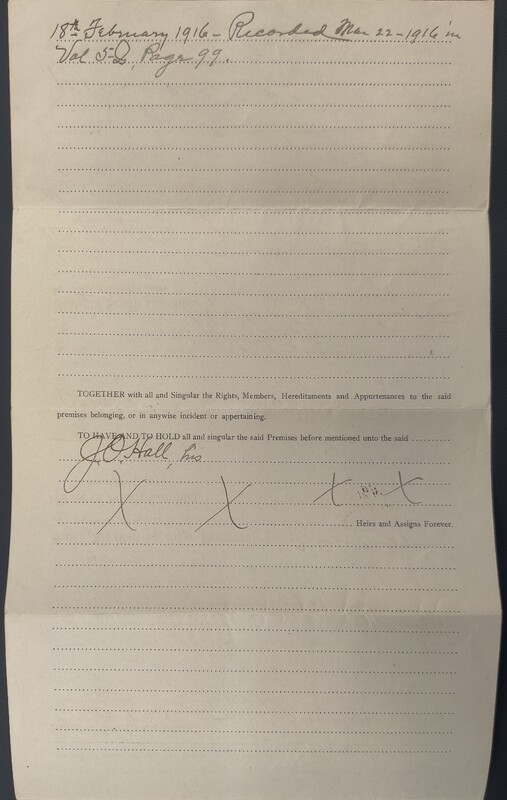 18th February 1916 - Recorded Mar 22 - 1916 in
Vol 5-Q, Page 99.
TOGETHER with all and Singular the Rights, Members, Hereditaments and Appurtenances to the said
premises belonging, or in anywise incident or appertaining.
TO HAVE AND TO HOLD all and singular the said Premises before mentioned unto the said
J. O. Hall, his
X X X X
Heirs and Assigns Forever.